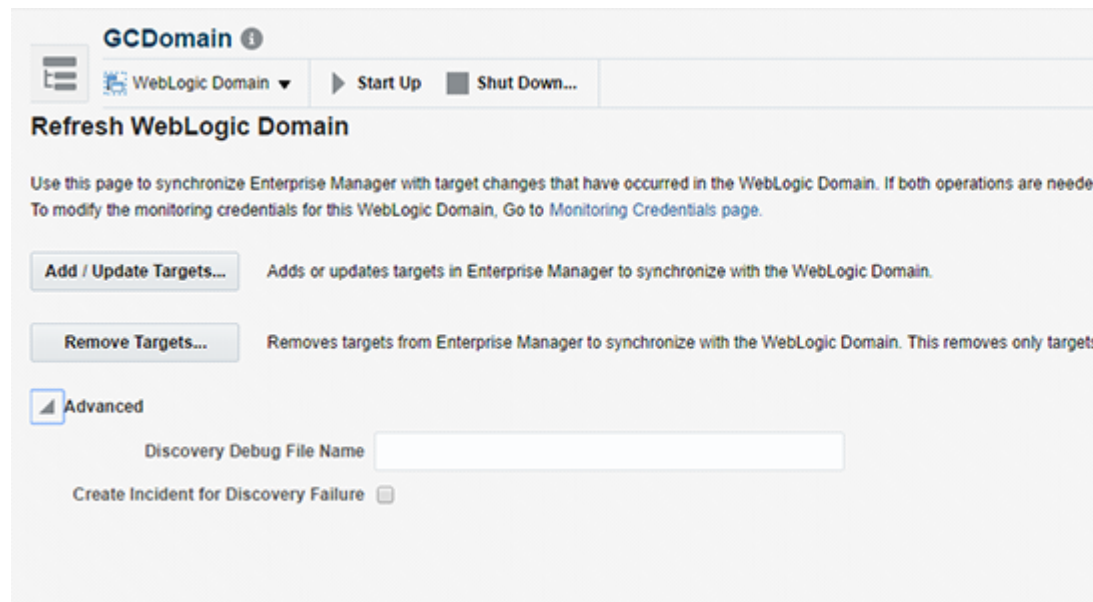 GCDomain
WebLogic Domain Start Up Shut Down...
Refresh WebLogic Domain
Use this page to synchronize Enterprise Manager with target changes that have occurred in the WebLogic Domain. If both operations are neede
To modify the monitoring credentials for this WebLogic Domain, Go to Monitoring Credentials page.
Add / Update Targets... Adds or updates targets in Enterprise Manager to synchronize with the WebLogic Domain.
Remove Targets... Removes targets from Enterprise Manager to synchronize with the WebLogic Domain. This removes only targets
Advanced
Discovery Debug File Name
Create Incident for Discovery Failure